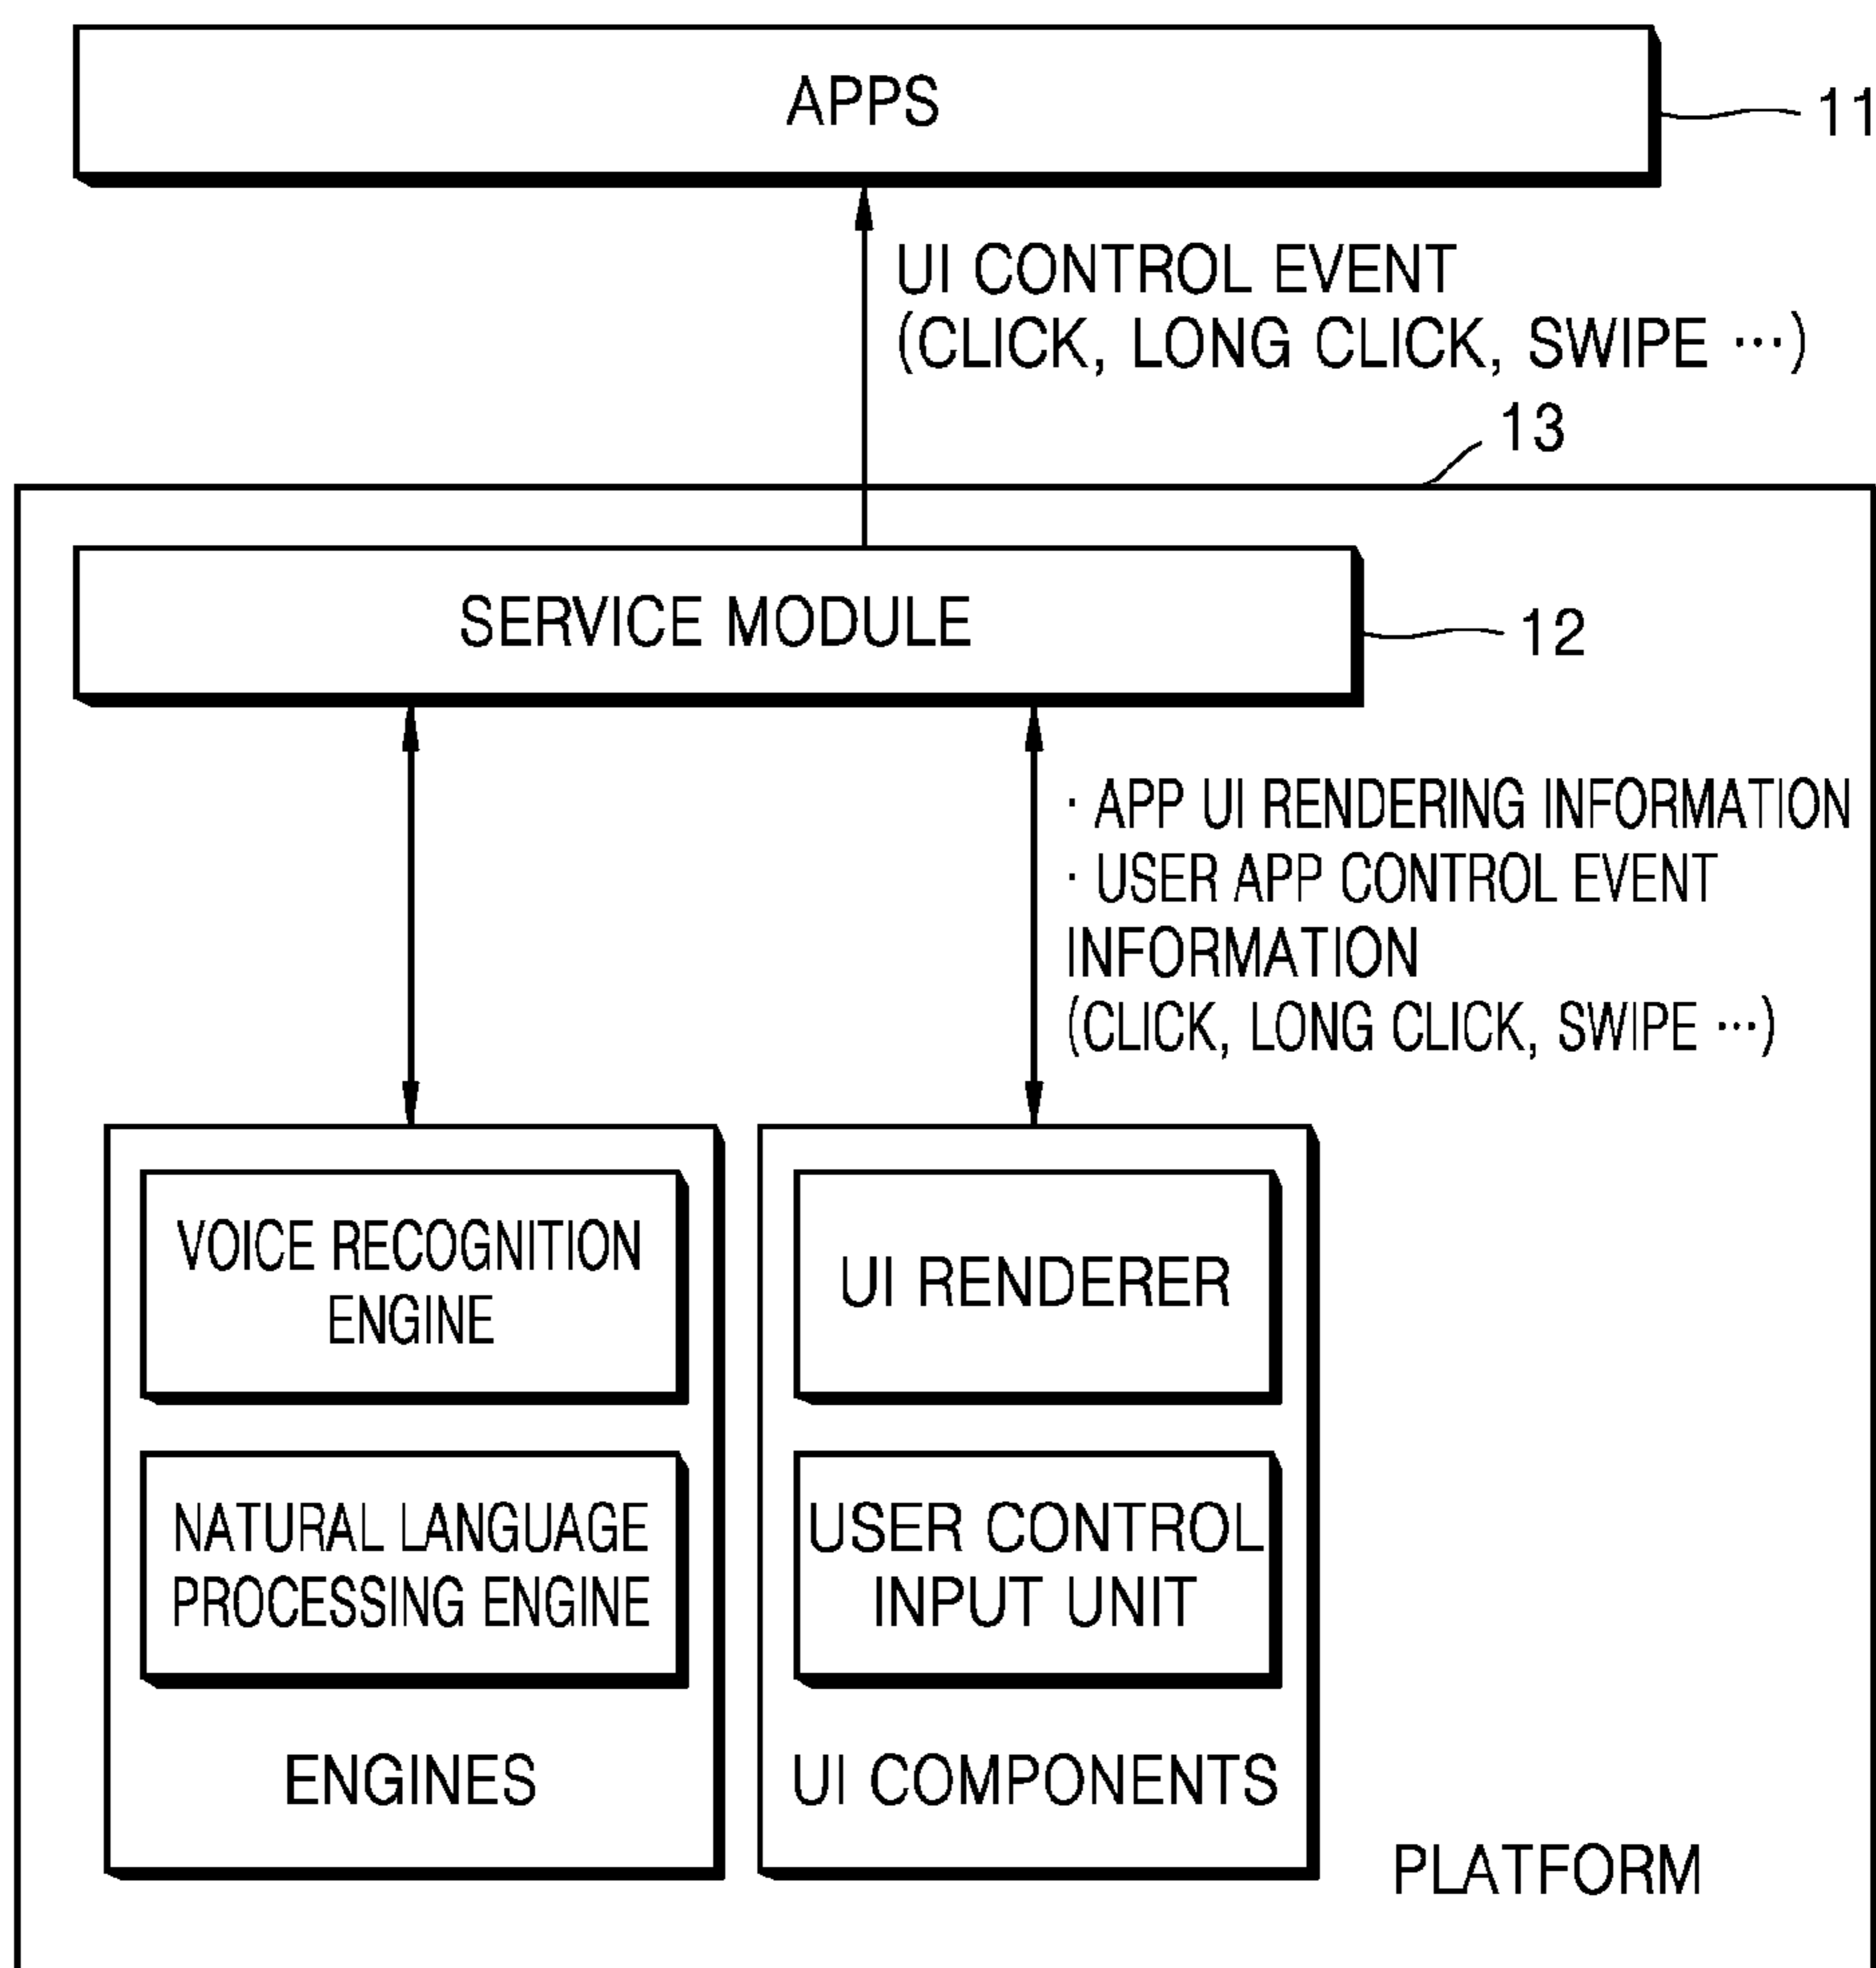 APPS
11
UI CONTROL EVENT
(CLICK, LONG CLICK, SWIPE ⋯)
13
SERVICE MODULE
12
· APP UI RENDERING INFORMATION
· USER APP CONTROL EVENT
INFORMATION
(CLICK, LONG CLICK, SWIPE ⋯)
VOICE RECOGNITION
ENGINE
NATURAL LANGUAGE
PROCESSING ENGINE
ENGINES
UI RENDERER
USER CONTROL
INPUT UNIT
UI COMPONENTS
PLATFORM